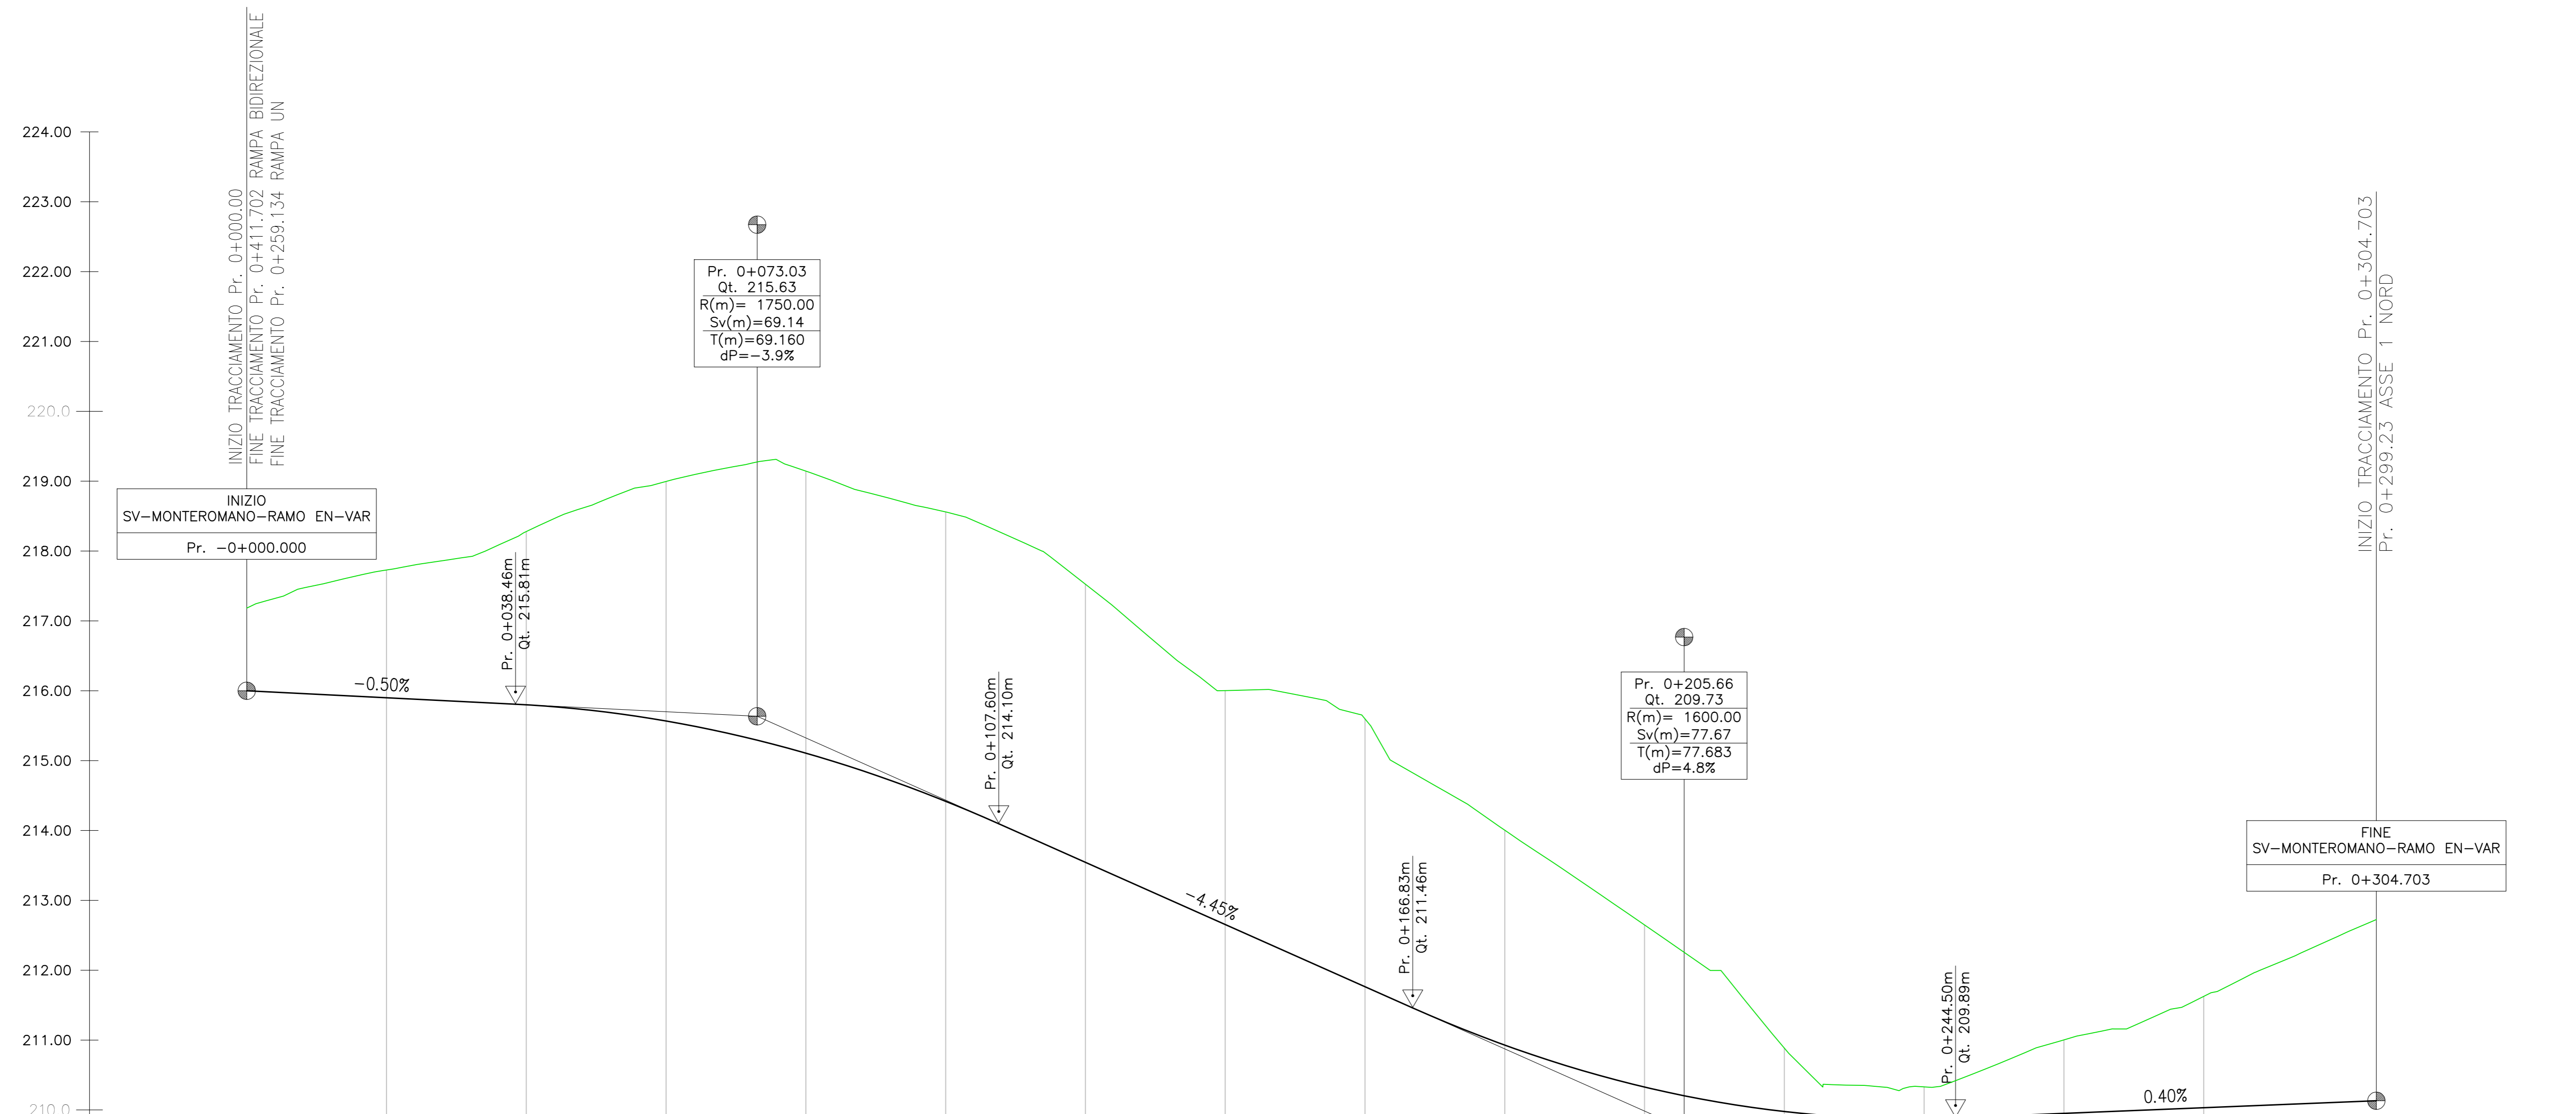 INIZIO TRACCIAMENTO Pr. 0+000.00
FINE TRACCIAMENTO Pr. 0+411.702 RAMPA BIDIREZIONALE
FINE TRACCIAMENTO Pr. 0+259.134 RAMPA UN
224.00
223.00
222.00
221.00
220.0
219.00
218.00
217.00
216.00
215.00
214.00
213.00
212.00
211.00
210.0
INIZIO
SV-MONTEROMANO-RAMO EN-VAR
Pr. -0+000.000
-0.50%
Pr. 0+038.46m
Qt. 215.81m
Pr. 0+073.03
Qt. 215.63
R(m)= 1750.00
Sv(m)=69.14
T(m)=69.160
dP=-3.9%
Pr. 0+107.60m
Qt. 214.10m
-4.45%
Pr. 0+166.83m
Qt. 211.46m
Pr. 0+205.66
Qt. 209.73
R(m)= 1600.00
Sv(m)=77.67
T(m)=77.683
dP=4.8%
Pr. 0+244.50m
Qt. 209.89m
0.40%
INIZIO TRACCIAMENTO Pr. 0+304.703
Pr. 0+299.23 ASSE 1 NORD
FINE
SV-MONTEROMANO-RAMO EN-VAR
Pr. 0+304.703